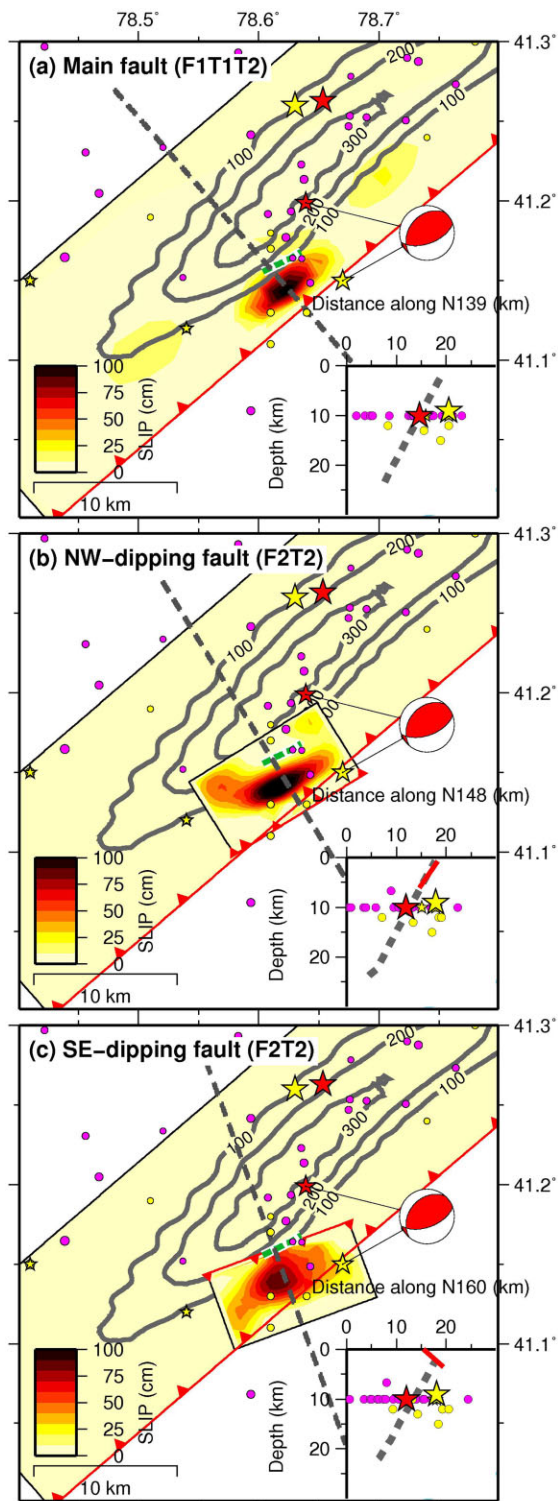 78.5° 78.6° 78.7°
41.3°
(a) Main fault (F1T1T2)
200
100
300
100
41.2°
200
100
Distance along N139 (km)
0 10 20
41.1°
100
75
50
25
0
SLIP (cm)
0
10
20
Depth (km)
10 km
41.3°
(b) NW−dipping fault (F2T2)
200
100
300
100
41.2°
200
100
Distance along N148 (km)
0 10 20
41.1°
100
75
50
25
0
SLIP (cm)
0
10
20
Depth (km)
10 km
41.3°
(c) SE−dipping fault (F2T2)
200
100
300
100
41.2°
200
100
Distance along N160 (km)
0 10 20
41.1°
100
75
50
25
0
SLIP (cm)
0
10
20
Depth (km)
10 km